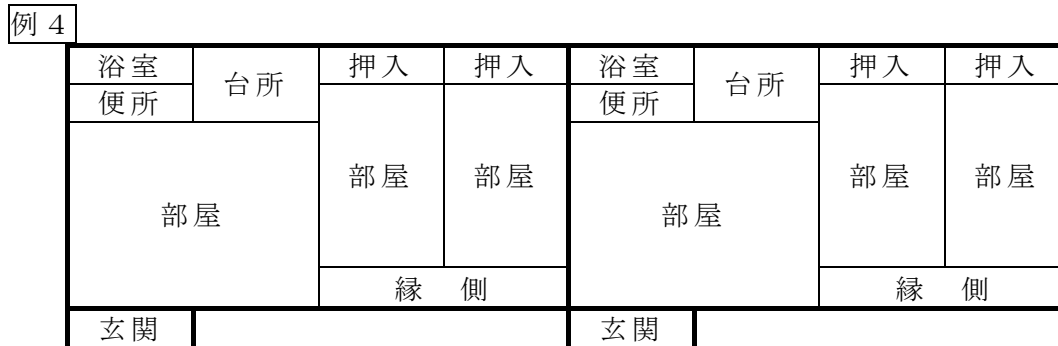 例4
浴室 台所 押入 押入 浴室 台所 押入 押入
便所 便所
部屋 部屋 部屋 部屋
部屋 部屋
縁側 縁側
玄関 玄関